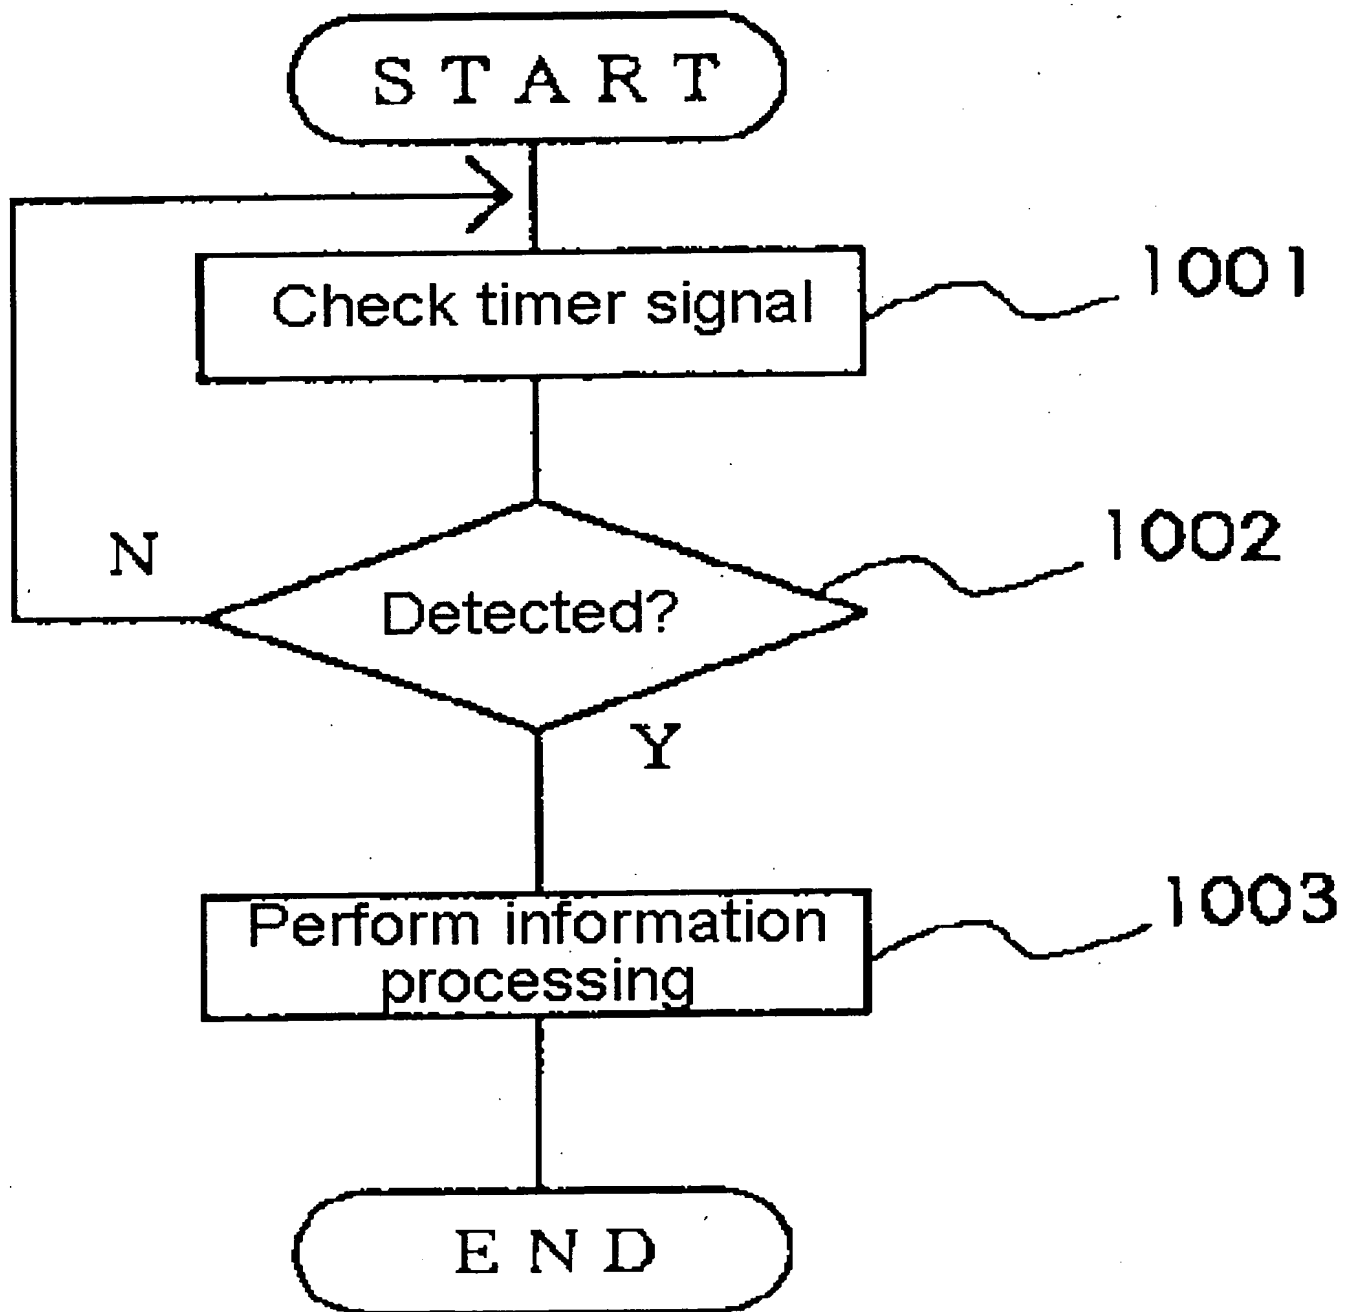 START
Check timer signal
1001
N
Detected?
1002
Y
Perform information
processing
1003
END